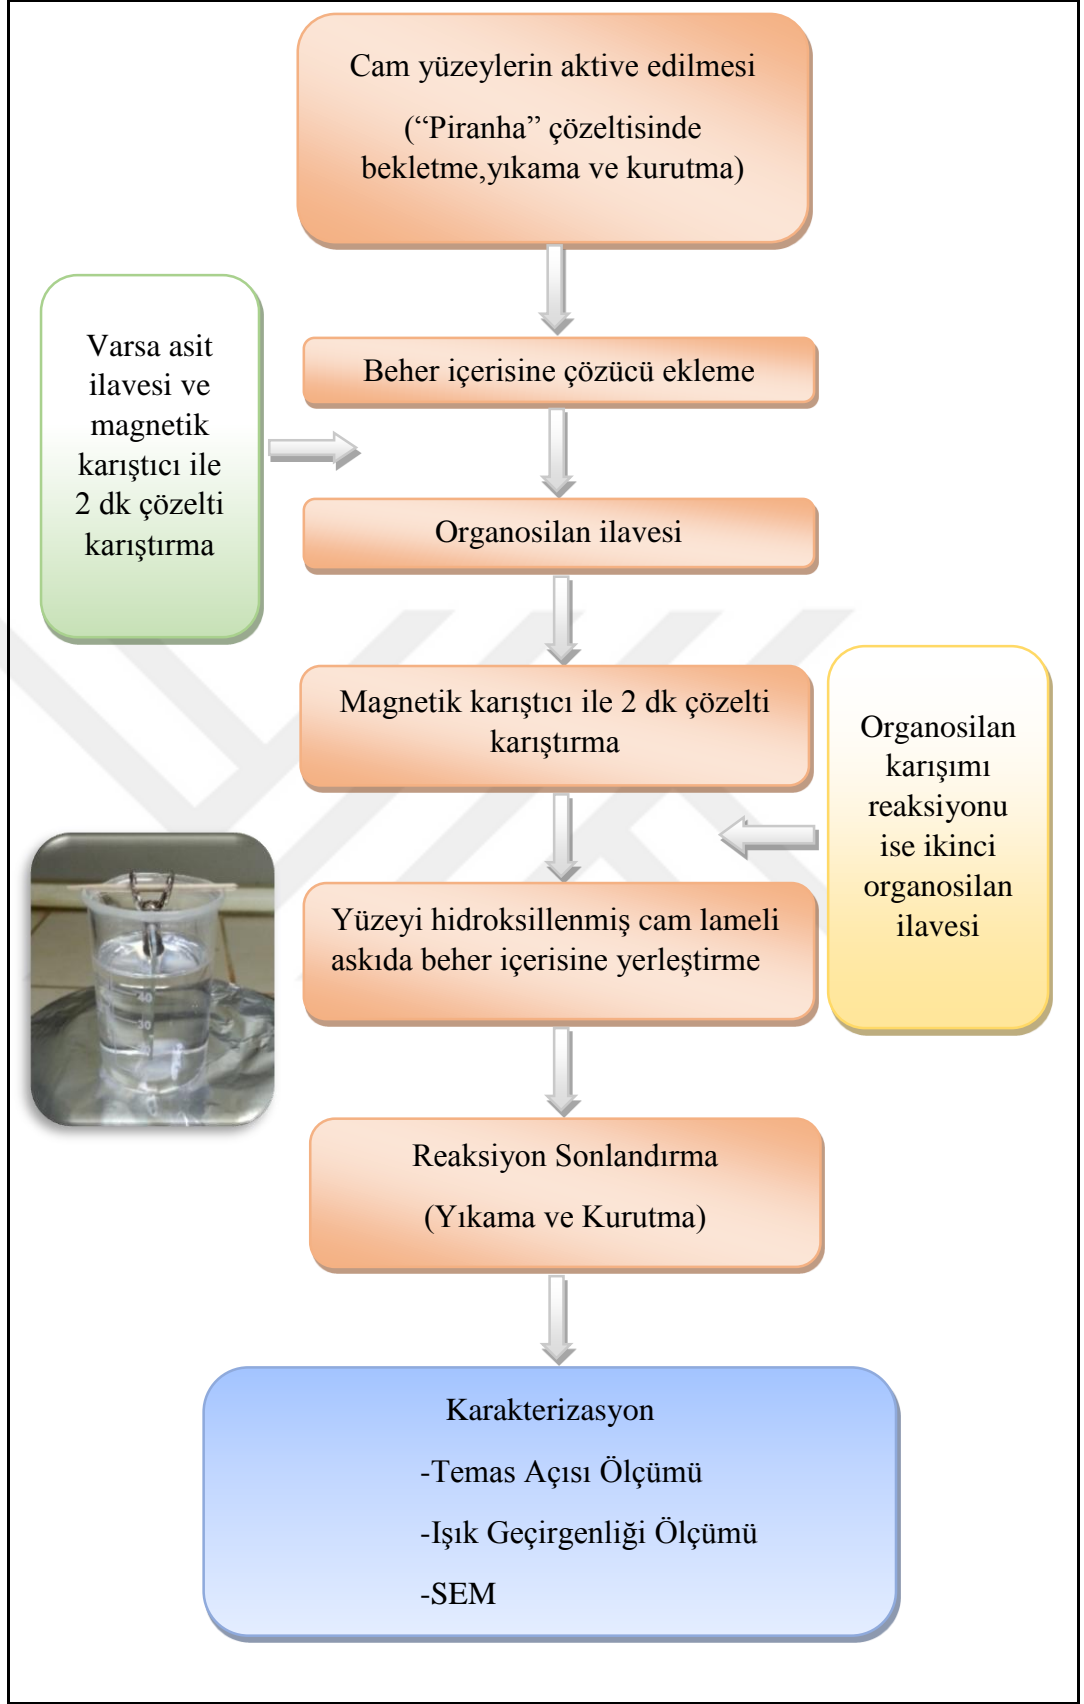 Cam yüzeylerin aktive edilmesi
(“Piranha” çözeltisinde
bekletme,yıkama ve kurutma)
Varsa asit
ilavesi ve
magnetik
karıştıcı ile
2 dk çözelti
karıştırma
Beher içerisine çözücü ekleme
Organosilan ilavesi
Magnetik karıştıcı ile 2 dk çözelti
karıştırma
Organosilan
karışımı
reaksiyonu
ise ikinci
organosilan
ilavesi
Yüzeyi hidroksillenmiş cam lameli
askıda beher içerisine yerleştirme
40
30
Reaksiyon Sonlandırma
(Yıkama ve Kurutma)
Karakterizasyon
-Temas Açısı Ölçümü
-Işık Geçirgenliği Ölçümü
-SEM